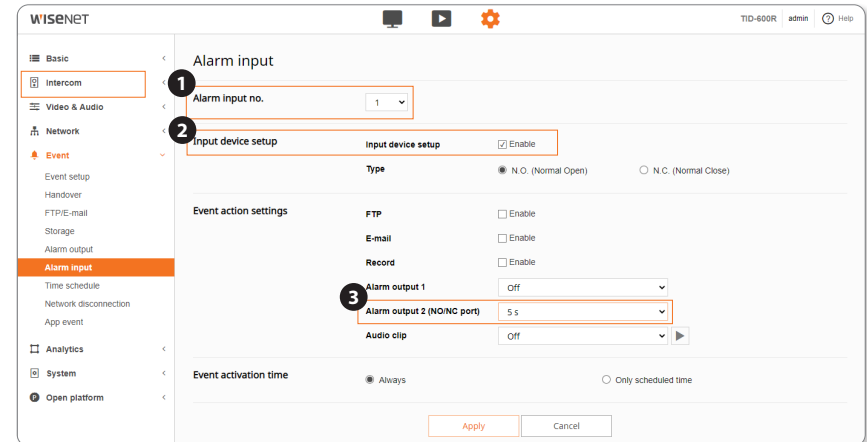 WISENET
TID-600R admin ? Help
Basic
Intercom
Video & Audio
Network
Event
Event setup
Handover
FTP/E-mail
Storage
Alarm output
Alarm input
Time schedule
Network disconnection
App event
Analytics
System
P Open platform
Alarm input
1
Alarm input no. 1
2
Input device setup Input device setup Enable
Type N.O. (Normal Open) N.C. (Normal Close)
Event action settings FTP Enable
E-mail Enable
Record Enable
Alarm output 1 Off
3
Alarm output 2 (NO/NC port) 5 s
Audio clip Off
Event activation time Always Only scheduled time
Apply Cancel